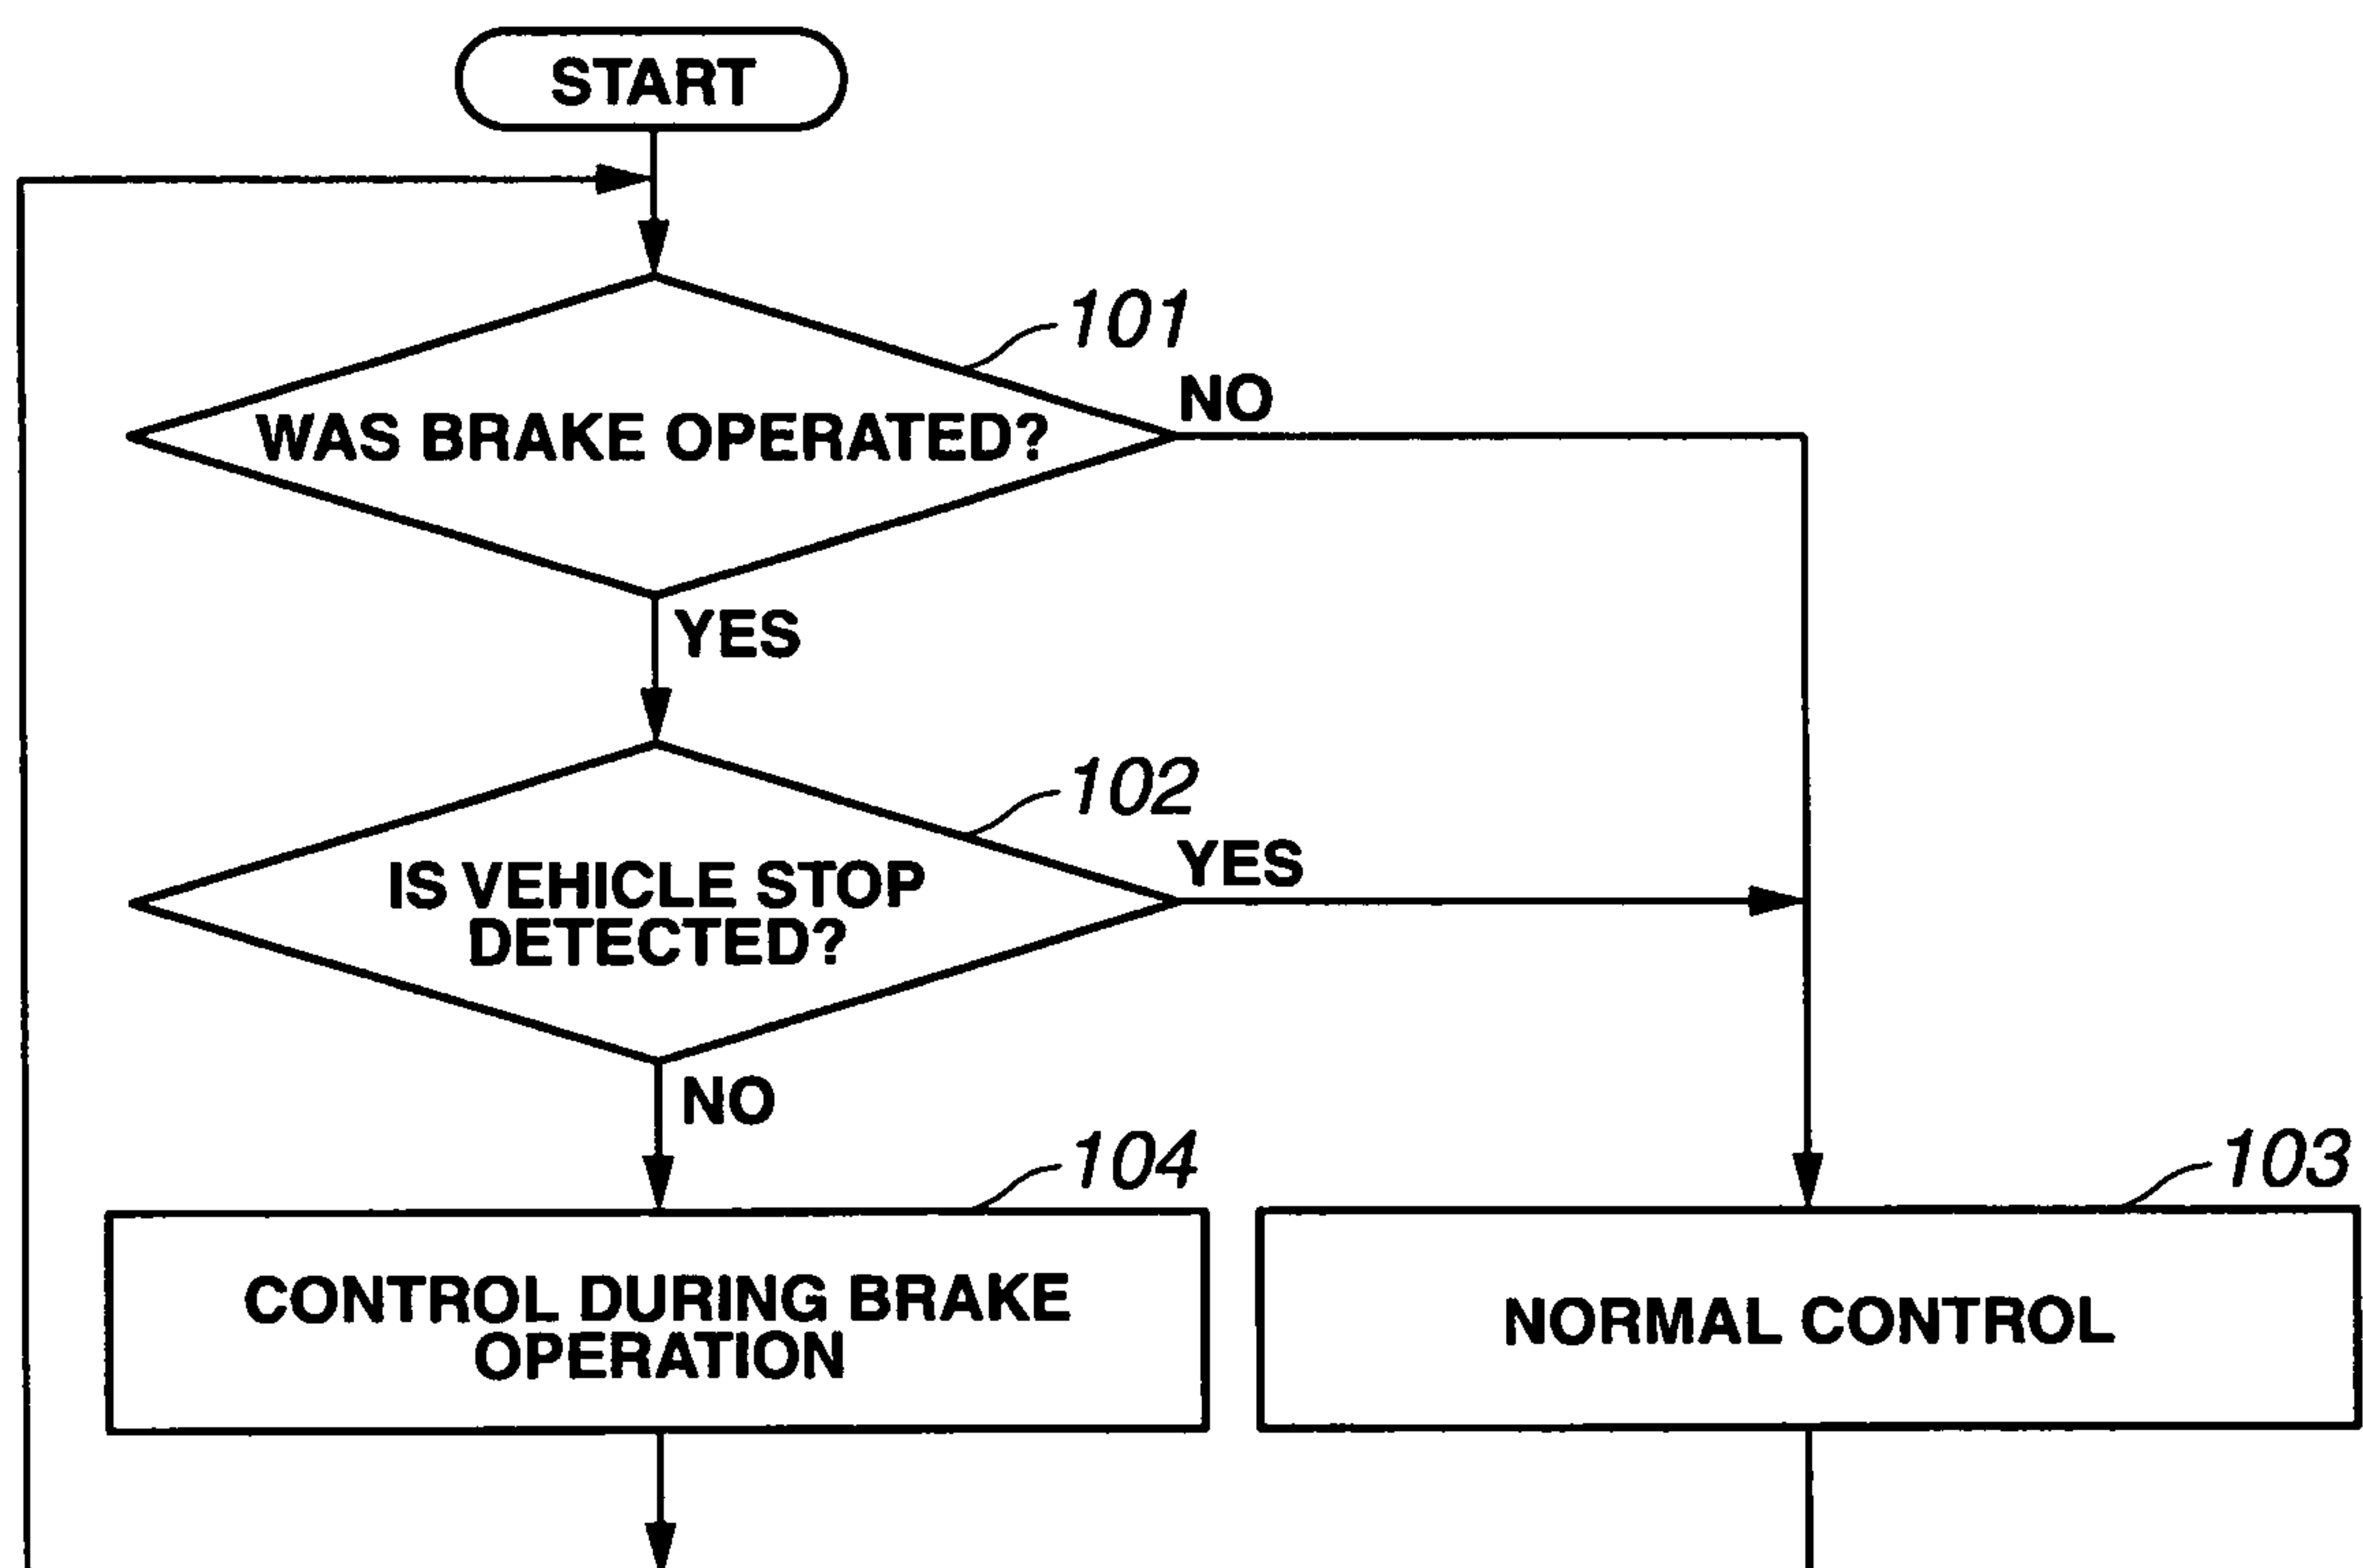 START
101
NO
WAS BRAKE OPERATED?
YES
102
YES
IS VEHICLE STOP
DETECTED?
NO
104
103
CONTROL DURING BRAKE
OPERATION
NORMAL CONTROL